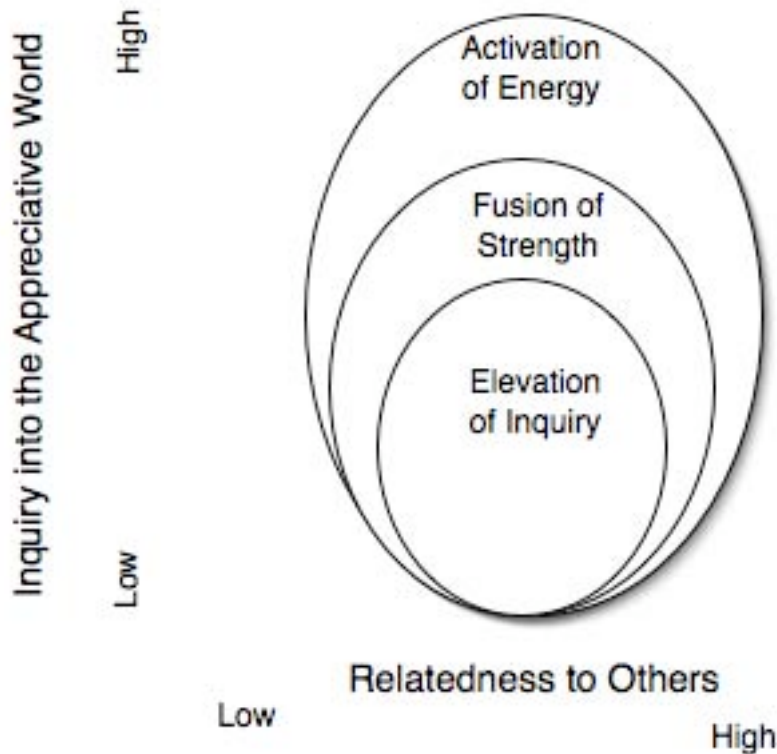 High
Inquiry into the Appreciative World
Low
Activation
of Energy
Fusion of
Strength
Elevation
of Inquiry
Relatedness to Others
Low
High